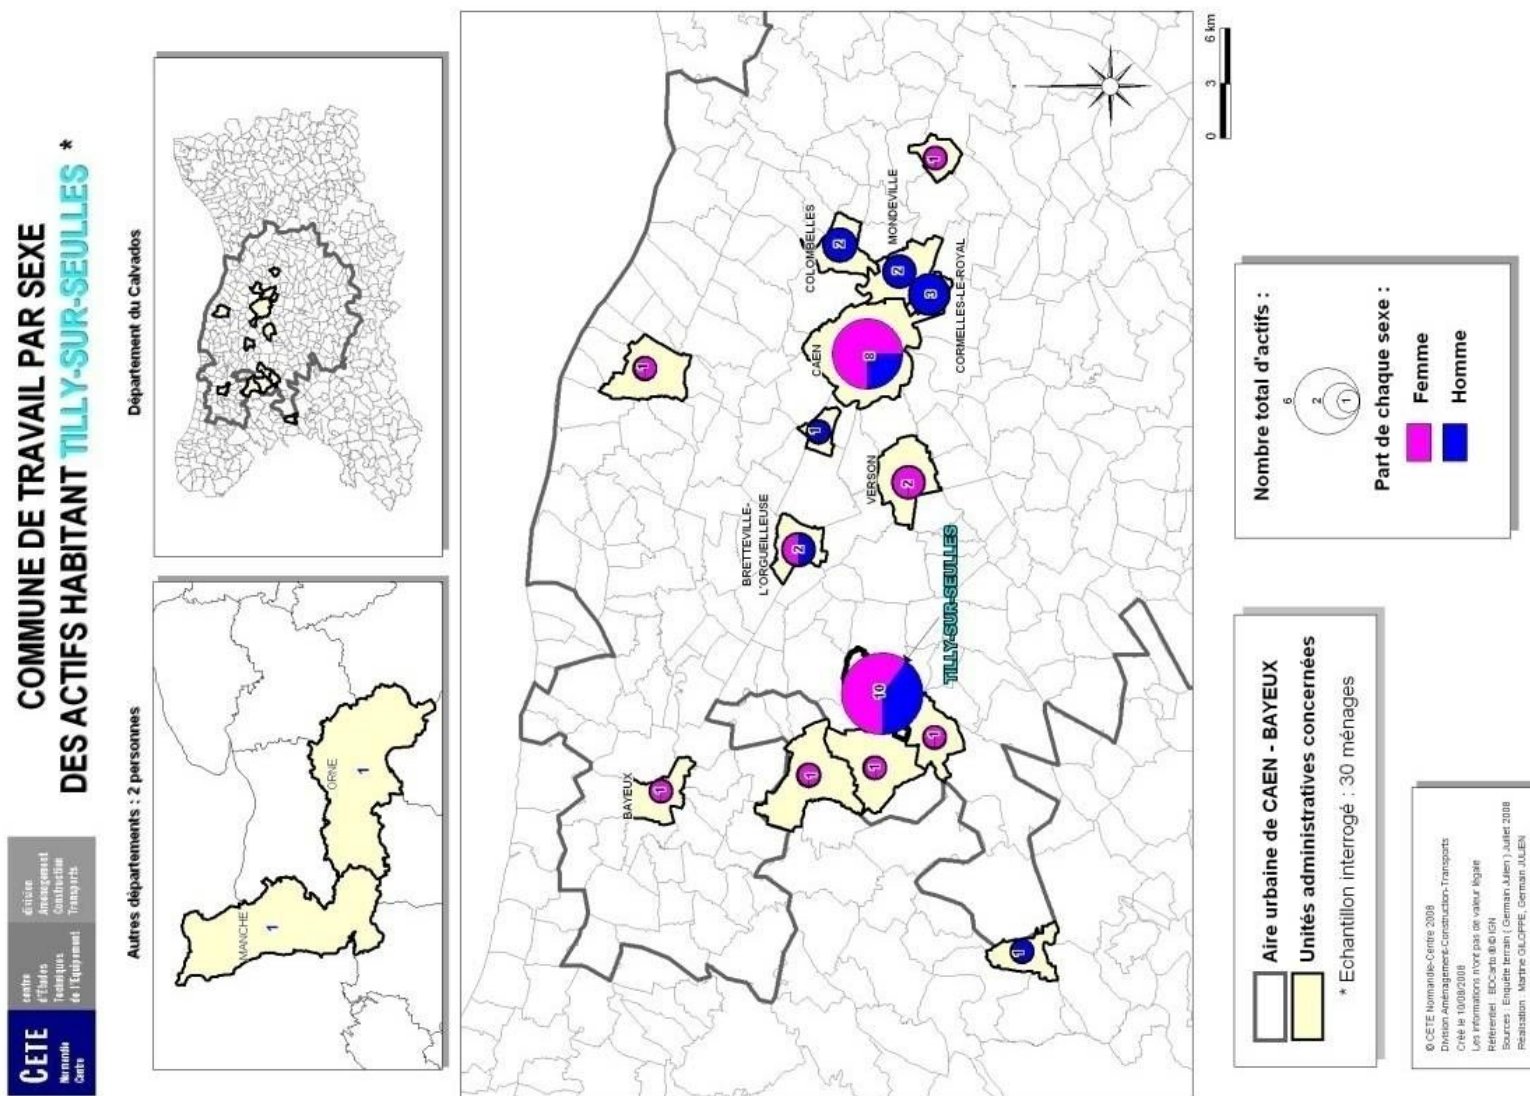 CETE
Normandie
Centre
centre
d'Études
Techniques
de l'Équipement
division
Aménagement
Construction
Transports
COMMUNE DE TRAVAIL PAR SEXE
DES ACTIFS HABITANT TILLY-SUR-SEULLES *
Autres départements : 2 personnes
MANCHE
1
ORNE
1
Département du Calvados
BAYEUX
1
1
1
1
1
10
TILLY-SUR-SEULLES
BRETTEVILLE-
L'ORGUEILLEUSE
2
VERSON
2
1
1
CAEN
8
COLOMBELLES
2
MONDEVILLE
2
3
CORMELLES-LE-ROYAL
1
0 3 6 km
Aire urbaine de CAEN - BAYEUX
Unités administratives concernées
* Echantillon interrogé : 30 ménages
Nombre total d'actifs :
6
2
1
Part de chaque sexe :
Femme
Homme
© CETE Normandie-Centre 2008
Division Aménagement-Construction-Transports
Créé le 10/08/2008
Les informations n'ont pas de valeur légale
Référentiel : BDCarto ®©IGN
Sources : Enquête terrain ( Germain Julien ) Juillet 2008
Réalisation : Martine GILOPPE, Germain JULIEN